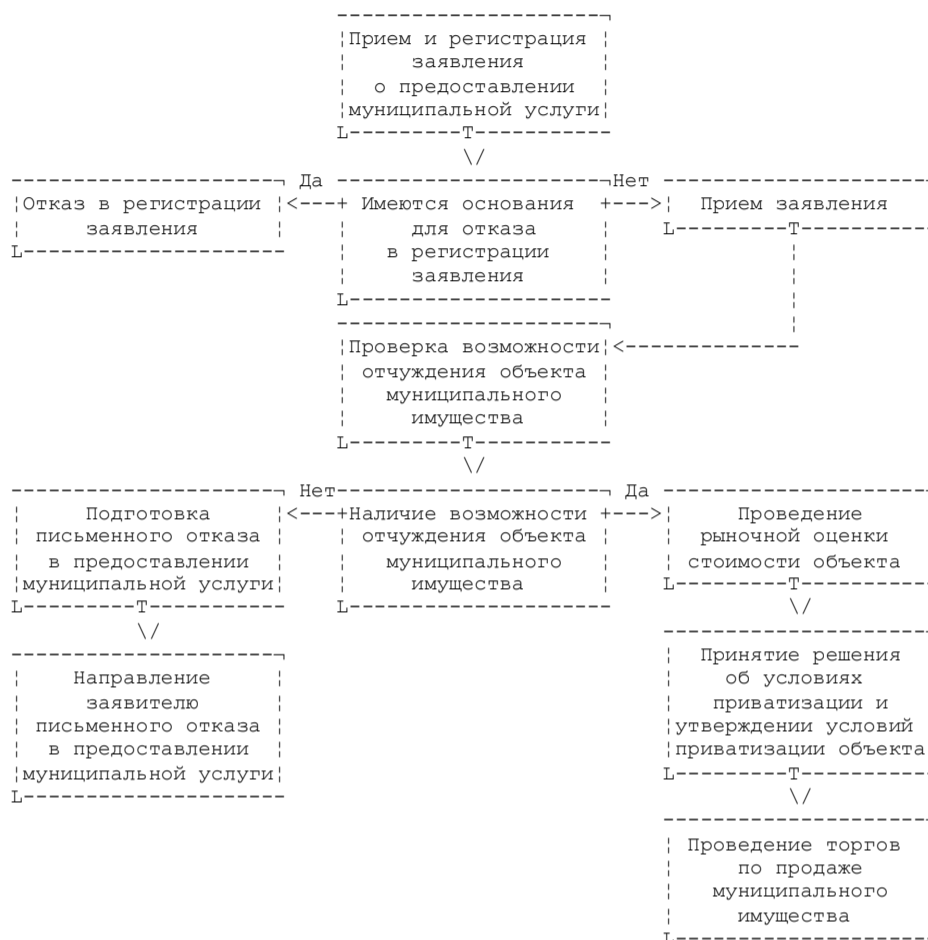 Прием и регистрация
заявления
о предоставлении
муниципальной услуги
Да
Нет
Отказ в регистрации
заявления
Имеются основания
для отказа
в регистрации
заявления
Прием заявления
Проверка возможности
отчуждения объекта
муниципального
имущества
Нет
Да
Подготовка
письменного отказа
в предоставлении
муниципальной услуги
Наличие возможности
отчуждения объекта
муниципального
имущества
Проведение
рыночной оценки
стоимости объекта
Направление
заявителю
письменного отказа
в предоставлении
муниципальной услуги
Принятие решения
об условиях
приватизации и
утверждении условий
приватизации объекта
Проведение торгов
по продаже
муниципального
имущества